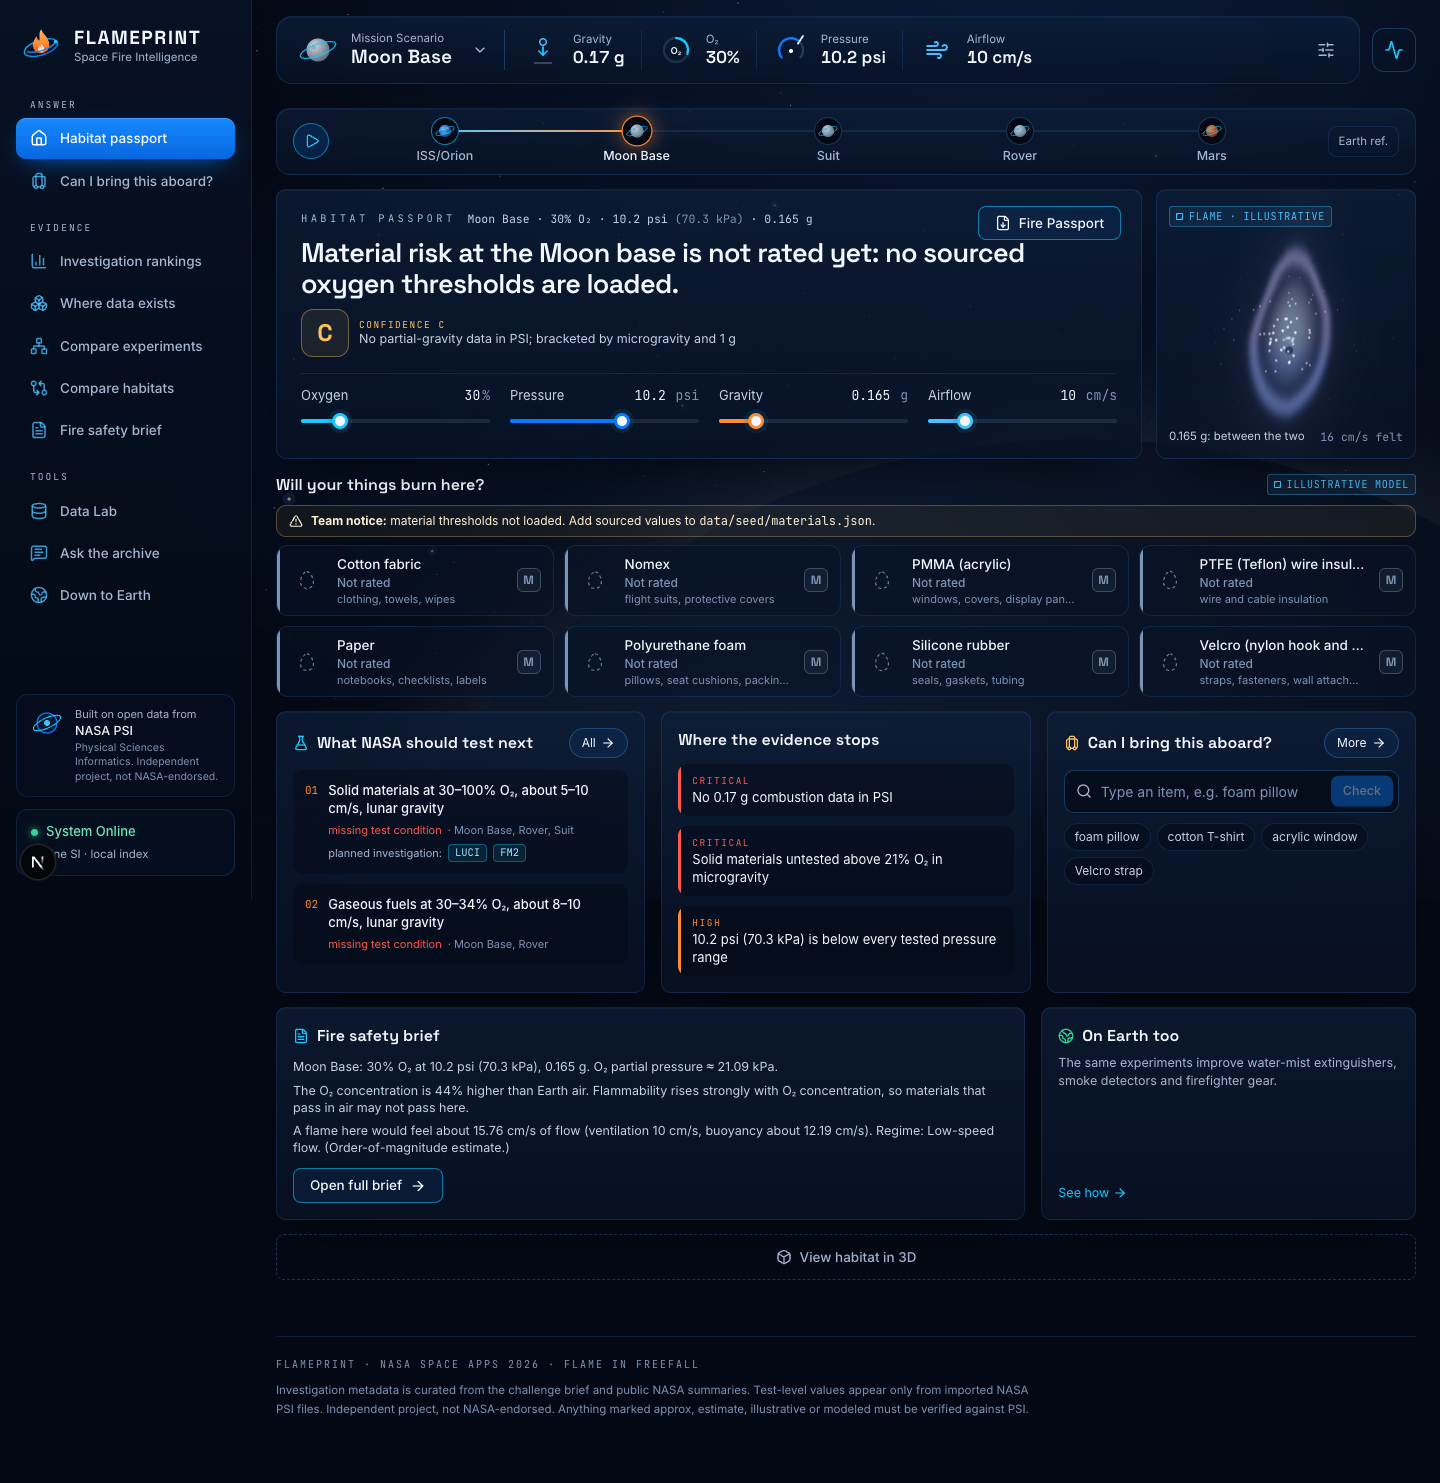 FLAMEPRINT
Space Fire Intelligence
ANSWER
Habitat passport
Can I bring this aboard?
EVIDENCE
Investigation rankings
Where data exists
Compare experiments
Compare habitats
Fire safety brief
TOOLS
Data Lab
Ask the archive
Down to Earth
Built on open data from
NASA PSI
Physical Sciences
Informatics. Independent
project, not NASA-endorsed.
System Online
SI · local index
N
Mission Scenario
Moon Base
Gravity
0.17 g
O₂
O₂
30%
Pressure
10.2 psi
Airflow
10 cm/s
ISS/Orion
Moon Base
Suit
Rover
Mars
Earth ref.
HABITAT PASSPORT Moon Base · 30% O₂ · 10.2 psi (70.3 kPa) · 0.165 g
Fire Passport
Material risk at the Moon base is not rated yet: no sourced
oxygen thresholds are loaded.
C
CONFIDENCE C
No partial-gravity data in PSI; bracketed by microgravity and 1 g
Oxygen 30%
Pressure 10.2 psi
Gravity 0.165 g
Airflow 10 cm/s
FLAME · ILLUSTRATIVE
0.165 g: between the two 16 cm/s felt
Will your things burn here?
ILLUSTRATIVE MODEL
Team notice: material thresholds not loaded. Add sourced values to data/seed/materials.json.
Cotton fabric
Not rated
clothing, towels, wipes
M
Nomex
Not rated
flight suits, protective covers
M
PMMA (acrylic)
Not rated
windows, covers, display pan...
M
PTFE (Teflon) wire insul...
Not rated
wire and cable insulation
M
Paper
Not rated
notebooks, checklists, labels
M
Polyurethane foam
Not rated
pillows, seat cushions, packin...
M
Silicone rubber
Not rated
seals, gaskets, tubing
M
Velcro (nylon hook and ...
Not rated
straps, fasteners, wall attach...
M
What NASA should test next
All →
01 Solid materials at 30–100% O₂, about 5–10
cm/s, lunar gravity
missing test condition · Moon Base, Rover, Suit
planned investigation: LUCI FM2
02 Gaseous fuels at 30–34% O₂, about 8–10
cm/s, lunar gravity
missing test condition · Moon Base, Rover
Where the evidence stops
CRITICAL
No 0.17 g combustion data in PSI
CRITICAL
Solid materials untested above 21% O₂ in
microgravity
HIGH
10.2 psi (70.3 kPa) is below every tested pressure
range
Can I bring this aboard?
More →
Type an item, e.g. foam pillow
Check
foam pillow
cotton T-shirt
acrylic window
Velcro strap
Fire safety brief
Moon Base: 30% O₂ at 10.2 psi (70.3 kPa), 0.165 g. O₂ partial pressure ≈ 21.09 kPa.
The O₂ concentration is 44% higher than Earth air. Flammability rises strongly with O₂ concentration, so materials that
pass in air may not pass here.
A flame here would feel about 15.76 cm/s of flow (ventilation 10 cm/s, buoyancy about 12.19 cm/s). Regime: Low-speed
flow. (Order-of-magnitude estimate.)
Open full brief →
On Earth too
The same experiments improve water-mist extinguishers,
smoke detectors and firefighter gear.
See how →
View habitat in 3D
FLAMEPRINT · NASA SPACE APPS 2026 · FLAME IN FREEFALL
Investigation metadata is curated from the challenge brief and public NASA summaries. Test-level values appear only from imported NASA
PSI files. Independent project, not NASA-endorsed. Anything marked approx, estimate, illustrative or modeled must be verified against PSI.